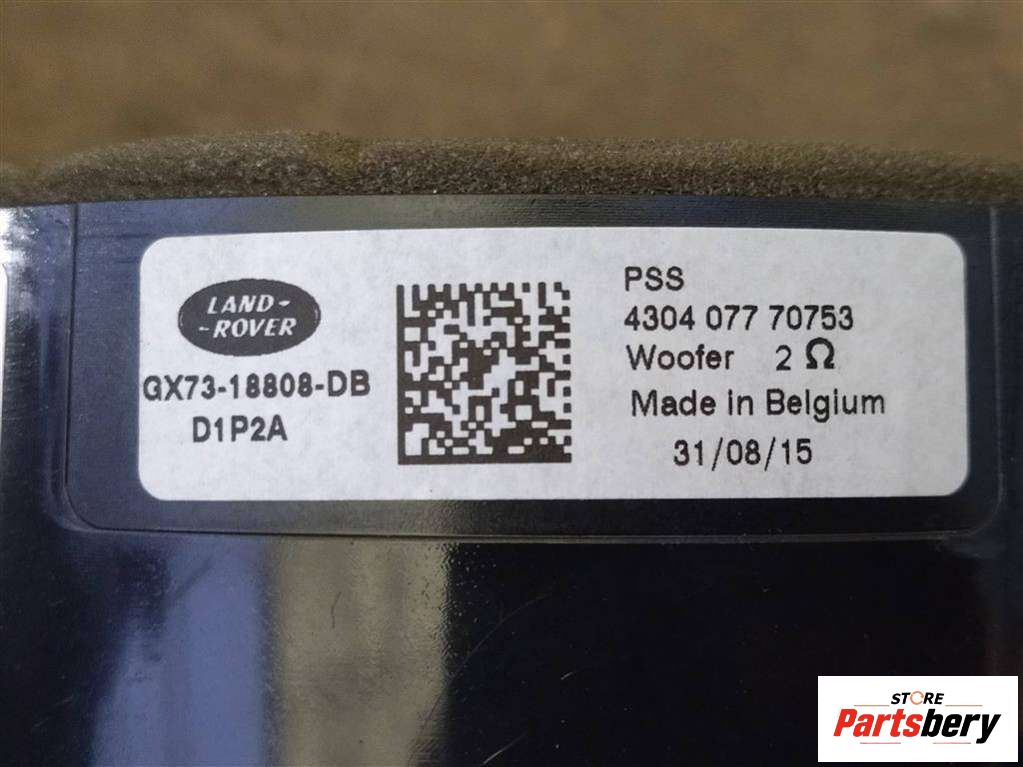 LAND-
-ROVER
GX73-18808-DB
D1P2A
PSS
4304 077 70753
Woofer 2 Ω
Made in Belgium
31/08/15
STORE
Partsbery